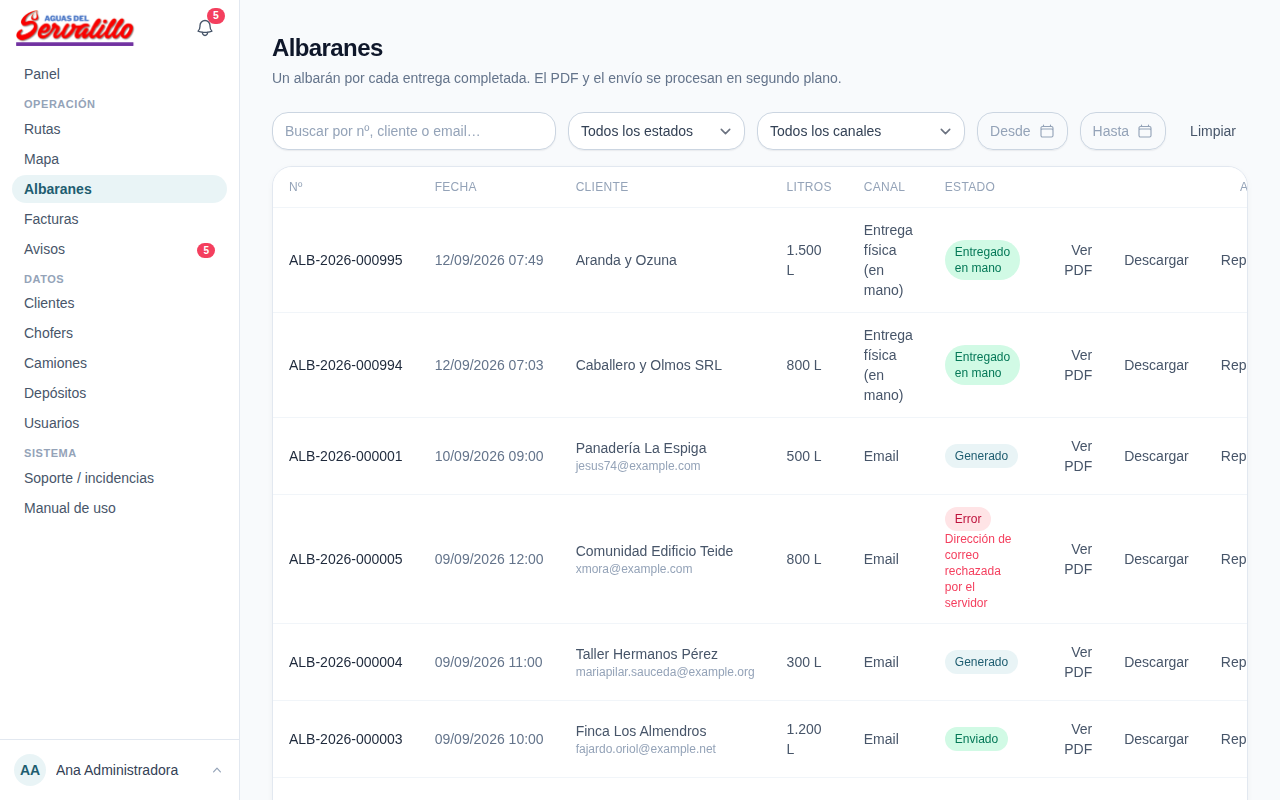 AGUAS DEL
Servalillo
5
Panel
OPERACIÓN
Rutas
Mapa
Albaranes
Facturas
Avisos
5
DATOS
Clientes
Chofers
Camiones
Depósitos
Usuarios
SISTEMA
Soporte / incidencias
Manual de uso
AA
Ana Administradora
Albaranes
Un albarán por cada entrega completada. El PDF y el envío se procesan en segundo plano.
Buscar por nº, cliente o email…
Todos los estados
Todos los canales
Desde
Hasta
Limpiar
Nº FECHA CLIENTE LITROS CANAL ESTADO A
ALB-2026-000995
12/09/2026 07:49
Aranda y Ozuna
1.500
L
Entrega
física
(en
mano)
Entregado
en mano
Ver
PDF
Descargar
Rep
ALB-2026-000994
12/09/2026 07:03
Caballero y Olmos SRL
800 L
Entrega
física
(en
mano)
Entregado
en mano
Ver
PDF
Descargar
Rep
ALB-2026-000001
10/09/2026 09:00
Panadería La Espiga
jesus74@example.com
500 L
Email
Generado
Ver
PDF
Descargar
Rep
ALB-2026-000005
09/09/2026 12:00
Comunidad Edificio Teide
xmora@example.com
800 L
Email
Error
Dirección de
correo
rechazada
por el
servidor
Ver
PDF
Descargar
Rep
ALB-2026-000004
09/09/2026 11:00
Taller Hermanos Pérez
mariapilar.sauceda@example.org
300 L
Email
Generado
Ver
PDF
Descargar
Rep
ALB-2026-000003
09/09/2026 10:00
Finca Los Almendros
fajardo.oriol@example.net
1.200
L
Email
Enviado
Ver
PDF
Descargar
Rep